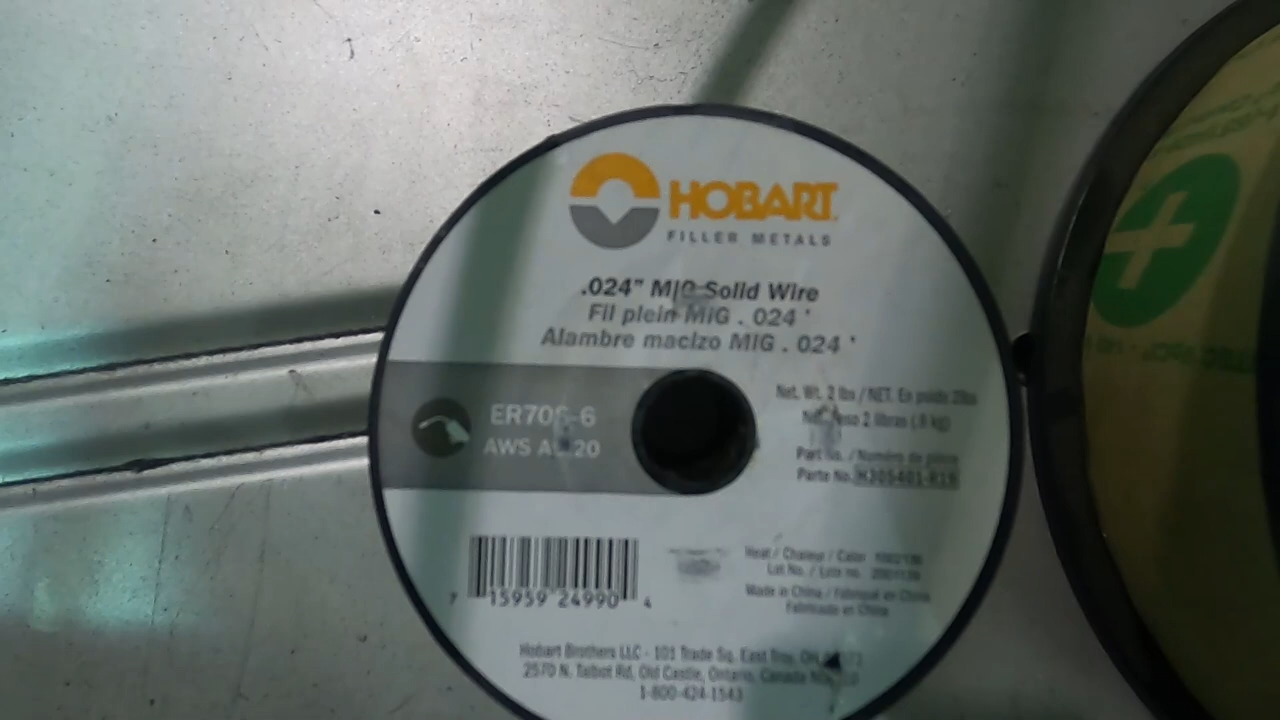 HOBART
FILLER METALS
.024" MIG Solid Wire
Fil plein MiG . 024 '
Alambre macizo MIG . 024 '
ER70S-6
AWS
20
Net. Wt. 2 lbs / NET. En poids 2lbs
Peso 2 libras (.9 kg)
Part No. / Numéro de pièce
Parte No. H305401-R19
7 15959 24990 4
Heat / Chaleur / Calor
Lot No. / Lote no.
Made in China / Fabriqué en China
Fabricado en China
Hobart Brothers LLC - 101 Trade Sq. East Troy, OH
2570 N. Talbot Rd, Old Castle, Ontario, Canada
1-800-424-1543